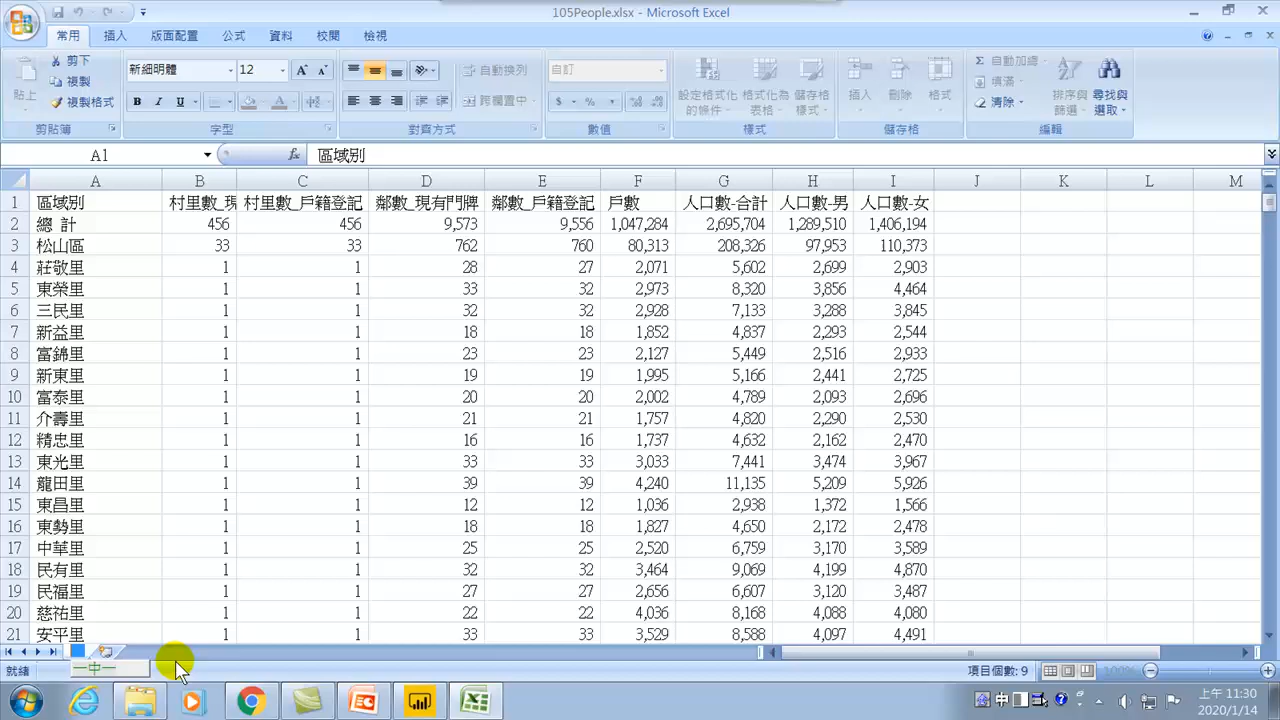 105People.xlsx - Microsoft Excel
常用 插入 版面配置 公式 資料 校閱 檢視
剪下
複製
貼上 複製格式
剪貼簿
新細明體 12
B I U
字型
自動換列
跨欄置中
對齊方式
自訂
$ % ,
數值
設定格式化的條件 格式化為表格 儲存格樣式
樣式
插入 刪除 格式
儲存格
自動加總
填滿
清除
排序與篩選 尋找與選取
編輯
A1 fx 區域別
A B C D E F G H I J K L M
1 區域別 村里數_現 村里數_戶籍登記 鄰數_現有門牌 鄰數_戶籍登記 戶數 人口數-合計 人口數-男 人口數-女
2 總 計 456 456 9,573 9,556 1,047,284 2,695,704 1,289,510 1,406,194
3 松山區 33 33 762 760 80,313 208,326 97,953 110,373
4 莊敬里 1 1 28 27 2,071 5,602 2,699 2,903
5 東榮里 1 1 33 32 2,973 8,320 3,856 4,464
6 三民里 1 1 32 32 2,928 7,133 3,288 3,845
7 新益里 1 1 18 18 1,852 4,837 2,293 2,544
8 富錦里 1 1 23 23 2,127 5,449 2,516 2,933
9 新東里 1 1 19 19 1,995 5,166 2,441 2,725
10 富泰里 1 1 20 20 2,002 4,789 2,093 2,696
11 介壽里 1 1 21 21 1,757 4,820 2,290 2,530
12 精忠里 1 1 16 16 1,737 4,632 2,162 2,470
13 東光里 1 1 33 33 3,033 7,441 3,474 3,967
14 龍田里 1 1 39 39 4,240 11,135 5,209 5,926
15 東昌里 1 1 12 12 1,036 2,938 1,372 1,566
16 東勢里 1 1 18 18 1,827 4,650 2,172 2,478
17 中華里 1 1 25 25 2,520 6,759 3,170 3,589
18 民有里 1 1 32 32 3,464 9,069 4,199 4,870
19 民福里 1 1 27 27 2,656 6,607 3,120 3,487
20 慈祐里 1 1 22 22 4,036 8,168 4,088 4,080
21 安平里 1 1 33 33 3,529 8,588 4,097 4,491
就緒 一中一 項目個數: 9 100%
中 上午 11:30
2020/1/14